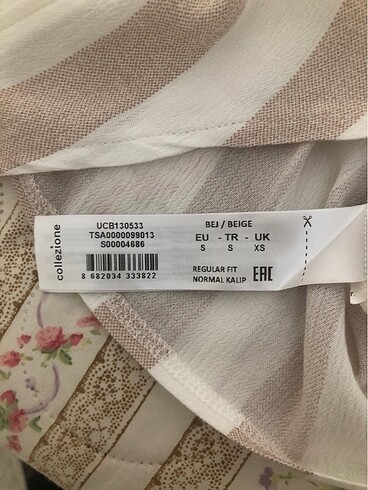 collezione
UCB130533
TSA0000099013
S00004686
8 682034 333822
BEJ / BEIGE
EU - TR - UK
S S XS
REGULAR FIT
NORMAL KALIP
EAC